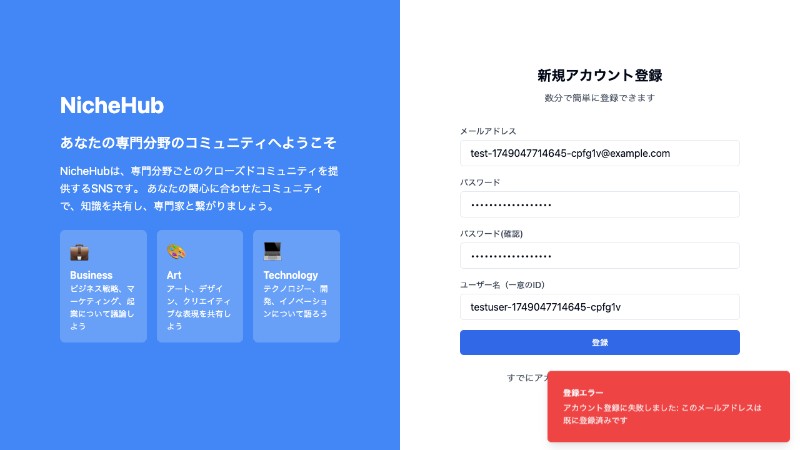 NicheHub
あなたの専門分野のコミュニティへようこそ
NicheHubは、専門分野ごとのクローズドコミュニティを提
供するSNSです。 あなたの関心に合わせたコミュニティ
で、知識を共有し、専門家と繋がりましょう。
Business
ビジネス戦略、マ
ーケティング、起
業について議論し
よう
Art
アート、デザイ
ン、クリエイティ
ブな表現を共有し
よう
Technology
テクノロジー、開
発、イノベーショ
ンについて語ろう
新規アカウント登録
数分で簡単に登録できます
メールアドレス
test-1749047714645-cpfg1v@example.com
パスワード
••••••••••••••••••
パスワード(確認)
••••••••••••••••••
ユーザー名（一意のID）
testuser-1749047714645-cpfg1v
登録
すでにア
登録エラー
アカウント登録に失敗しました: このメールアドレスは
既に登録済みです